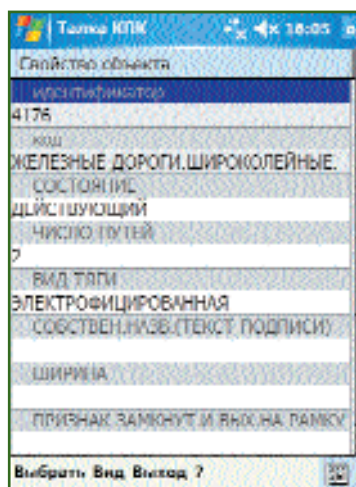 Талка КПК 18:05
Свойство объекта
идентификатор
4176
код
ЖЕЛЕЗНЫЕ ДОРОГИ.ШИРОКОЛЕЙНЫЕ.
СОСТОЯНИЕ
ДЕЙСТВУЮЩИЙ
ЧИСЛО ПУТЕЙ
2
ВИД ТЯГИ
ЭЛЕКТРОФИЦИРОВАННАЯ
СОБСТВЕН.НАЗВ.(ТЕКСТ ПОДПИСИ)
ШИРИНА
ПРИЗНАК ЗАМКНУТ.И ВЫХ.НА РАМКУ
Выбрать Вид Выход ?